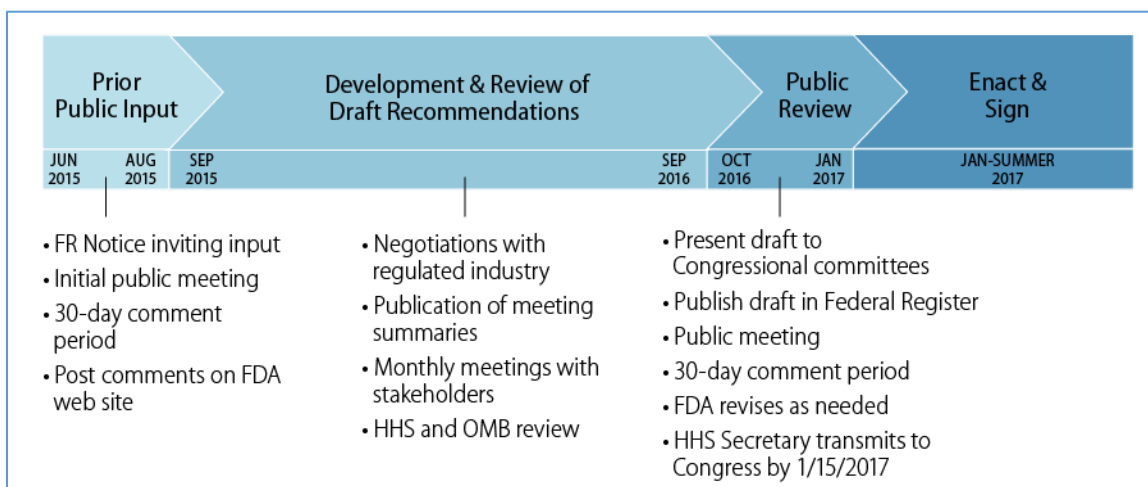 Prior
Public Input
Development & Review of
Draft Recommendations
Public
Review
Enact &
Sign
JUN
2015
AUG
2015
SEP
2015
SEP
2016
OCT
2016
JAN
2017
JAN-SUMMER
2017
• FR Notice inviting input
• Initial public meeting
• 30-day comment
period
• Post comments on FDA
web site
• Negotiations with
regulated industry
• Publication of meeting
summaries
• Monthly meetings with
stakeholders
• HHS and OMB review
• Present draft to
Congressional committees
• Publish draft in Federal Register
• Public meeting
• 30-day comment period
• FDA revises as needed
• HHS Secretary transmits to
Congress by 1/15/2017